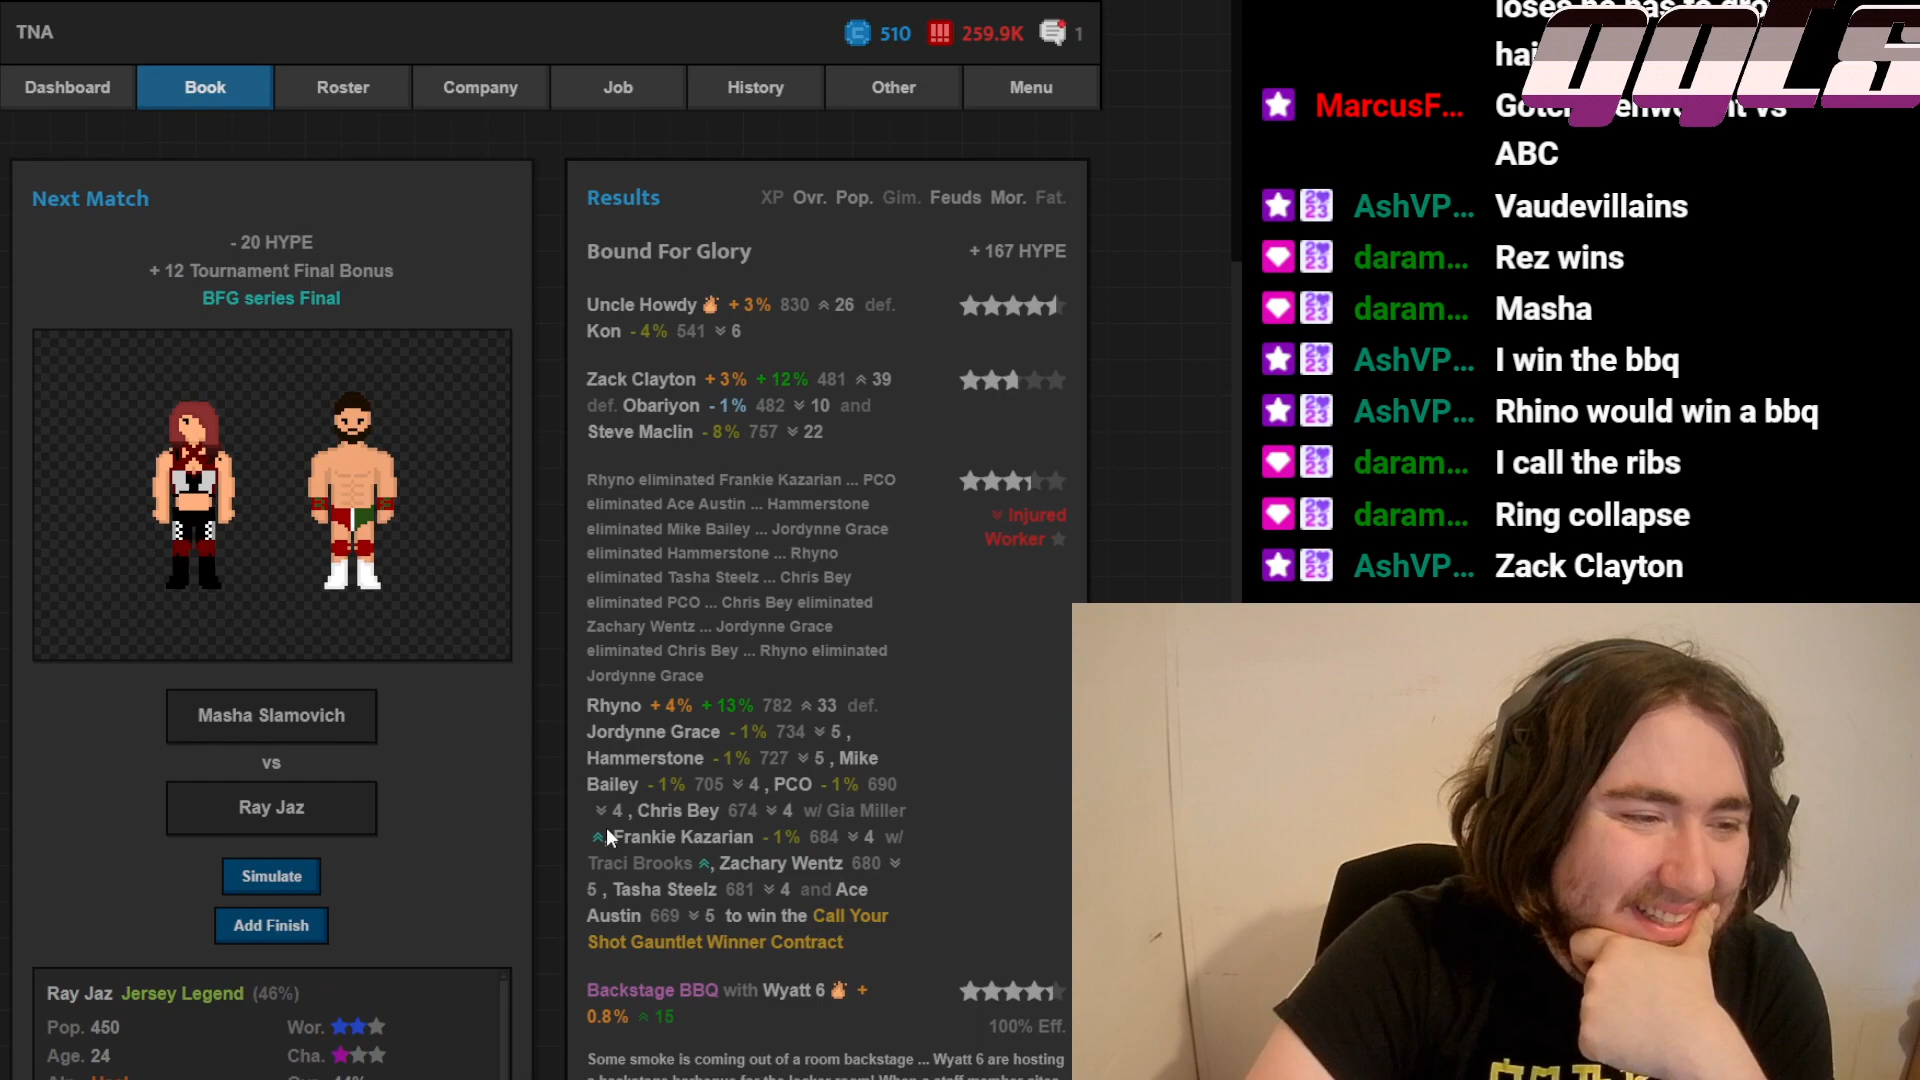 TNA
510
259.9K
1
Dashboard
Book
Roster
Company
Job
History
Other
Menu
Next Match
- 20 HYPE
+ 12 Tournament Final Bonus
BFG series Final
Masha Slamovich
vs
Ray Jaz
Simulate
Add Finish
Ray Jaz Jersey Legend (46%)
Pop. 450
Wor.
Age. 24
Cha.
Results
XP Ovr. Pop. Gim. Feuds Mor. Fat.
Bound For Glory
+ 167 HYPE
Uncle Howdy + 3% 830 26 def.
Kon - 4% 541 6
Zack Clayton + 3% + 12% 481 39
def. Obariyon - 1% 482 10 and
Steve Maclin - 8% 757 22
Rhyno eliminated Frankie Kazarian ... PCO
eliminated Ace Austin ... Hammerstone
eliminated Mike Bailey ... Jordynne Grace
eliminated Hammerstone ... Rhyno
eliminated Tasha Steelz ... Chris Bey
eliminated PCO ... Chris Bey eliminated
Zachary Wentz ... Jordynne Grace
eliminated Chris Bey ... Rhyno eliminated
Jordynne Grace
Injured
Worker
Rhyno + 4% + 13% 782 33 def.
Jordynne Grace - 1% 734 5 ,
Hammerstone - 1% 727 5 , Mike
Bailey - 1% 705 4 , PCO - 1% 690
4 , Chris Bey 674 4 w/ Gia Miller
Frankie Kazarian - 1% 684 4 w/
Traci Brooks , Zachary Wentz 680
5 , Tasha Steelz 681 4 and Ace
Austin 669 5 to win the Call Your
Shot Gauntlet Winner Contract
Backstage BBQ with Wyatt 6 +
0.8% 15
100% Eff.
Some smoke is coming out of a room backstage ... Wyatt 6 are hosting
MarcusF...
vs
ABC
AshVP... Vaudevillains
daram... Rez wins
daram... Masha
AshVP... I win the bbq
AshVP... Rhino would win a bbq
daram... I call the ribs
daram... Ring collapse
AshVP... Zack Clayton